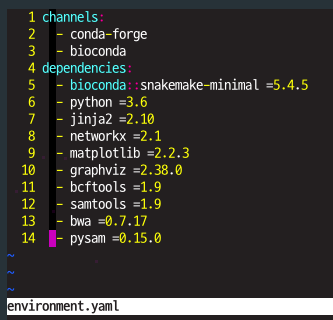 1 channels:
2   - conda-forge
3   - bioconda
4 dependencies:
5   - bioconda::snakemake-minimal =5.4.5
6   - python =3.6
7   - jinja2 =2.10
8   - networkx =2.1
9   - matplotlib =2.2.3
10   - graphviz =2.38.0
11   - bcftools =1.9
12   - samtools =1.9
13   - bwa =0.7.17
14   - pysam =0.15.0
~
~
~
environment.yaml